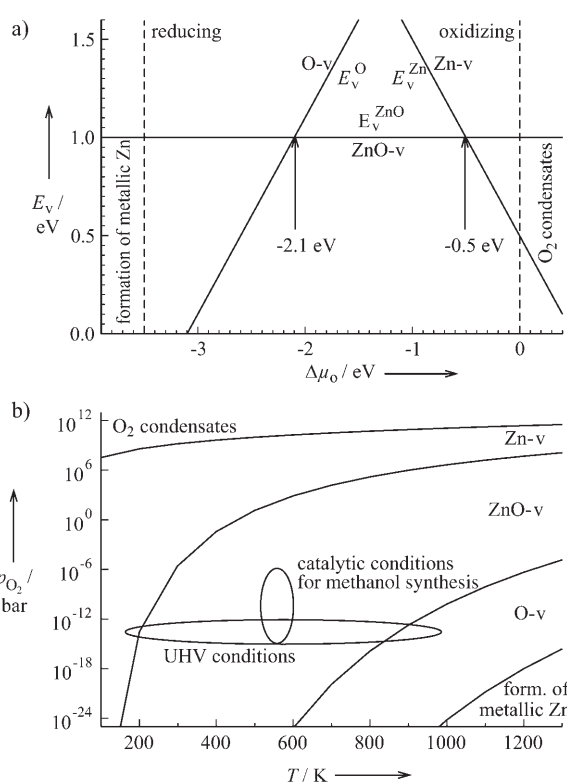 a)
reducing
oxidizing
O-v
E_v^O
E_v^Zn
Zn-v
E_v^ZnO
ZnO-v
E_v /
eV
1.5
1.0
0.5
0.0
formation of metallic Zn
-2.1 eV
-0.5 eV
O₂ condensates
-3
-2
-1
0
Δμ_o / eV
b)
O₂ condensates
Zn-v
ZnO-v
catalytic conditions
for methanol synthesis
O-v
UHV conditions
form. of
metallic Zn
p_O₂ /
bar
10^12
10^6
10^0
10^-6
10^-12
10^-18
10^-24
200
400
600
800
1000
1200
T / K